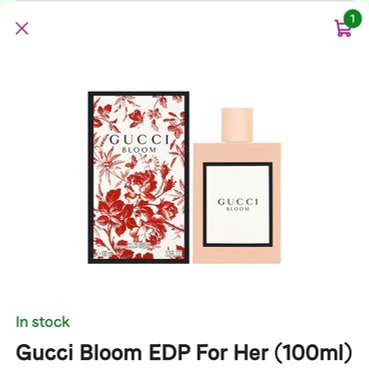 1
GUCCI
BLOOM
GUCCI
BLOOM
In stock
Gucci Bloom EDP For Her (100ml)